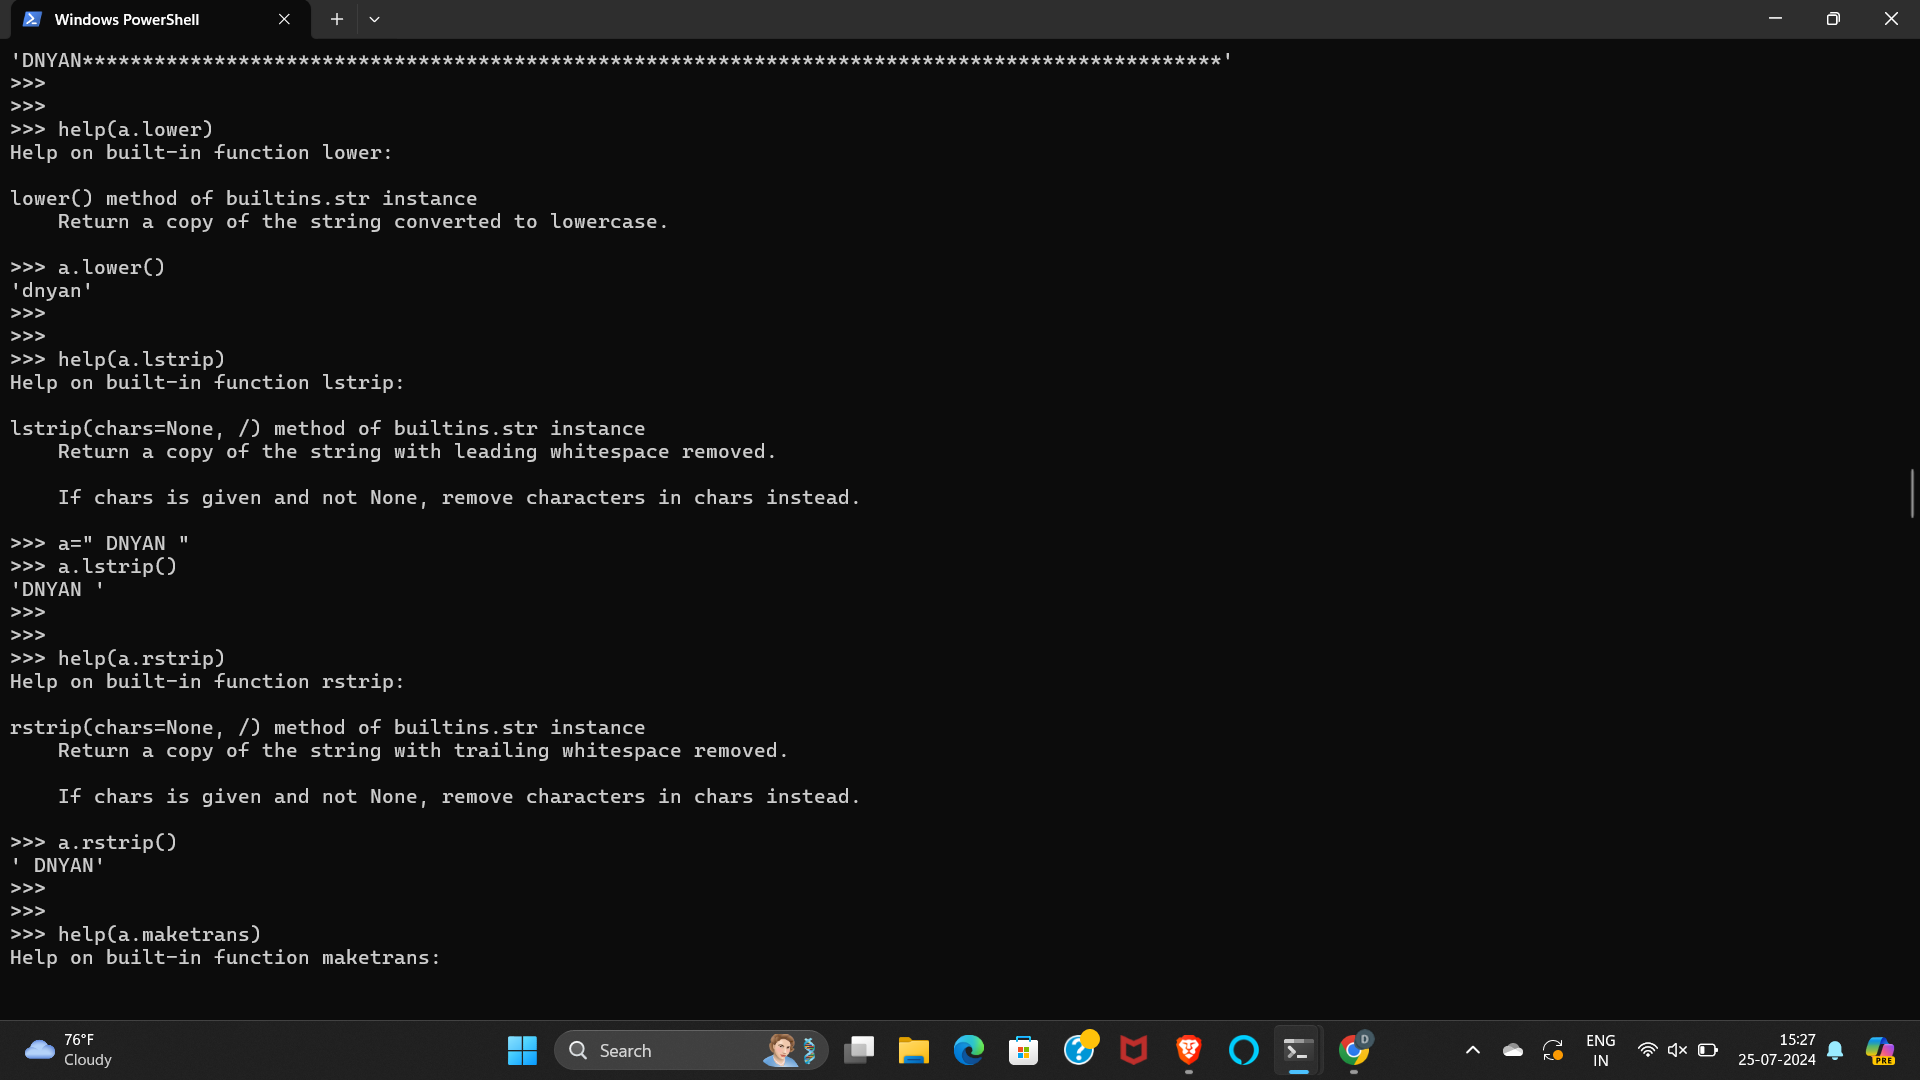 Windows PowerShell
'DNYAN***********************************************************************************************'
>>>
>>>
>>> help(a.lower)
Help on built-in function lower:

lower() method of builtins.str instance
    Return a copy of the string converted to lowercase.

>>> a.lower()
'dnyan'
>>>
>>>
>>> help(a.lstrip)
Help on built-in function lstrip:

lstrip(chars=None, /) method of builtins.str instance
    Return a copy of the string with leading whitespace removed.

    If chars is given and not None, remove characters in chars instead.

>>> a=" DNYAN "
>>> a.lstrip()
'DNYAN '
>>>
>>>
>>> help(a.rstrip)
Help on built-in function rstrip:

rstrip(chars=None, /) method of builtins.str instance
    Return a copy of the string with trailing whitespace removed.

    If chars is given and not None, remove characters in chars instead.

>>> a.rstrip()
' DNYAN'
>>>
>>>
>>> help(a.maketrans)
Help on built-in function maketrans:
76°F
Cloudy
Search
D
ENG
IN
15:27
25-07-2024
PRE